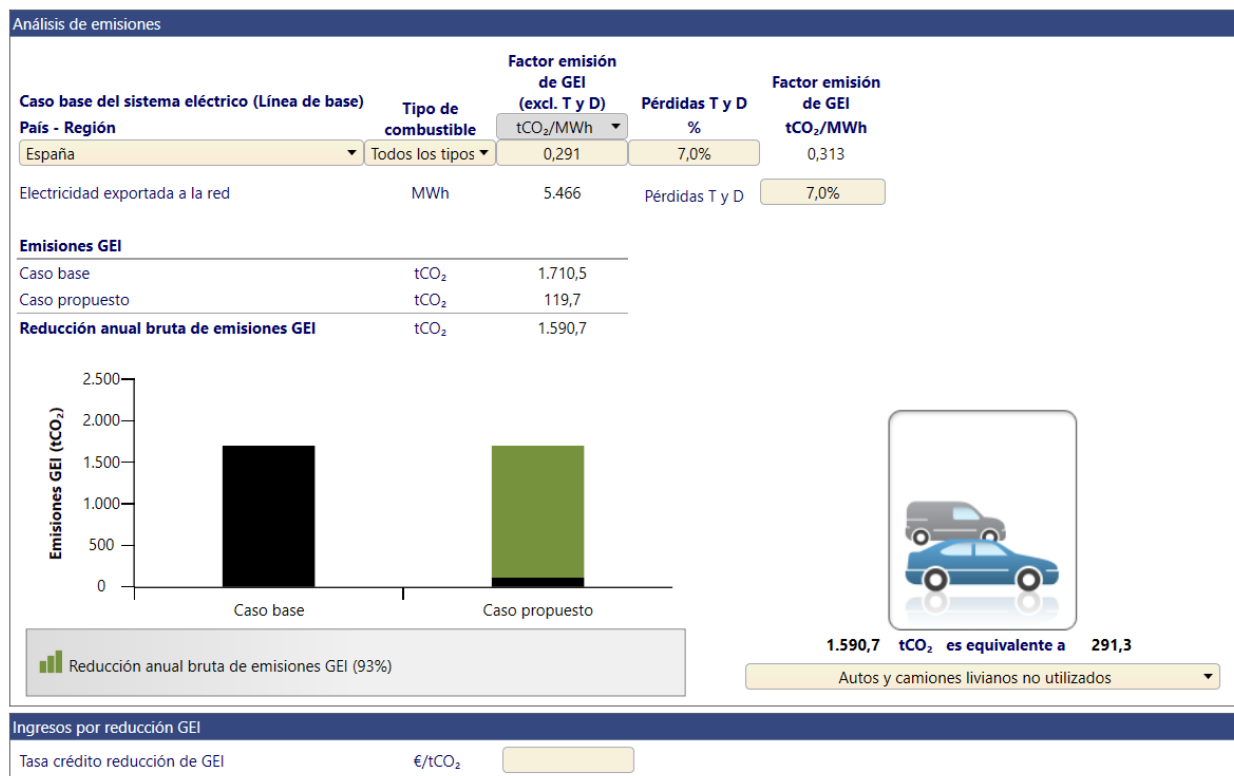 Análisis de emisiones
Factor emisión
de GEI
(excl. T y D)
Factor emisión
de GEI
tCO₂/MWh
Caso base del sistema eléctrico (Línea de base)
Tipo de
combustible
Pérdidas T y D
%
País - Región
tCO₂/MWh
España
Todos los tipos
0,291
7,0%
0,313
Electricidad exportada a la red
MWh
5.466
Pérdidas T y D
7,0%
Emisiones GEI
Caso base
tCO₂
1.710,5
Caso propuesto
tCO₂
119,7
Reducción anual bruta de emisiones GEI
tCO₂
1.590,7
Emisiones GEI (tCO₂)
2.500
2.000
1.500
1.000
500
0
Caso base
Caso propuesto
Reducción anual bruta de emisiones GEI (93%)
1.590,7 tCO₂ es equivalente a 291,3
Autos y camiones livianos no utilizados
Ingresos por reducción GEI
Tasa crédito reducción de GEI
€/tCO₂